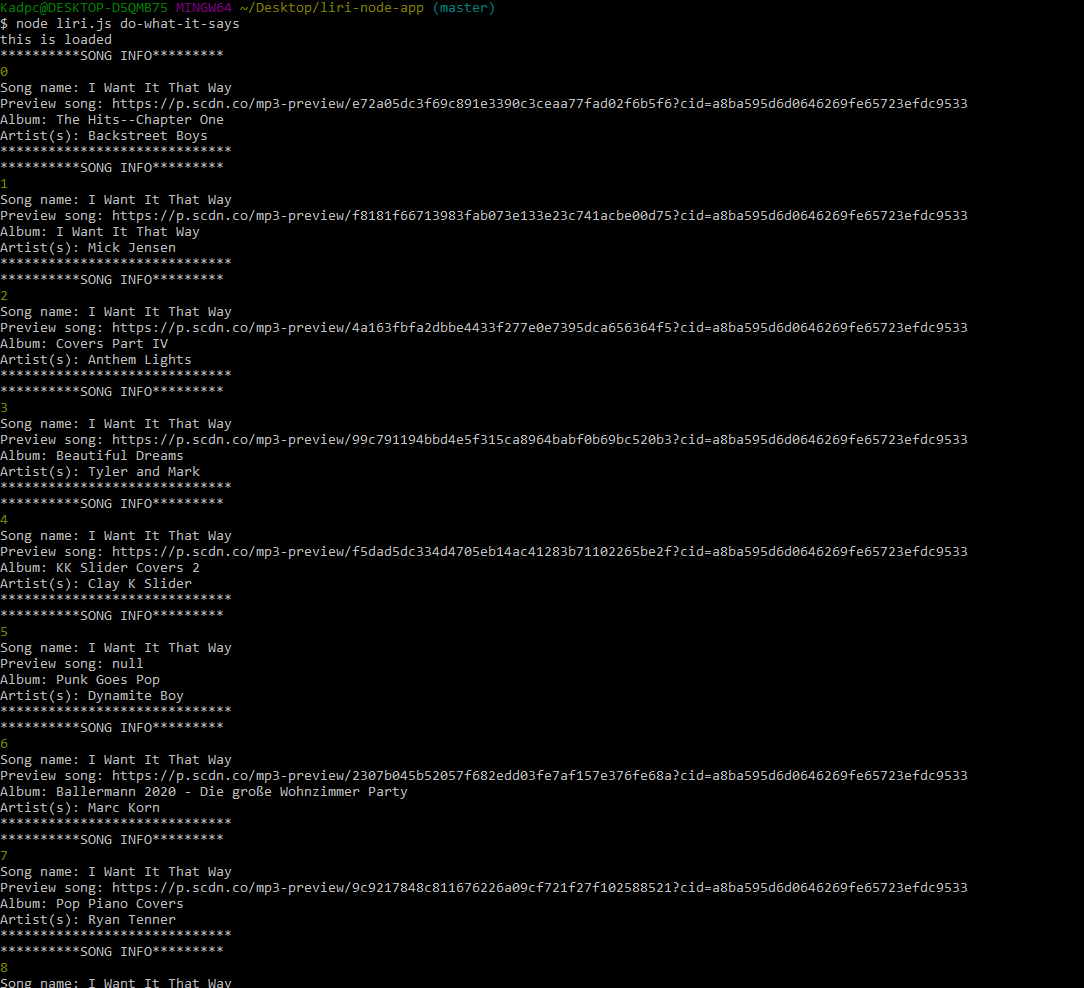 Kadpc@DESKTOP-D5QMB75 MINGW64 ~/Desktop/liri-node-app (master)
$ node liri.js do-what-it-says
this is loaded
**********SONG INFO*********
0
Song name: I Want It That Way
Preview song: https://p.scdn.co/mp3-preview/e72a05dc3f69c891e3390c3ceaa77fad02f6b5f6?cid=a8ba595d6d0646269fe65723efdc9533
Album: The Hits--Chapter One
Artist(s): Backstreet Boys
*****************************
**********SONG INFO*********
1
Song name: I Want It That Way
Preview song: https://p.scdn.co/mp3-preview/f8181f66713983fab073e133e23c741acbe00d75?cid=a8ba595d6d0646269fe65723efdc9533
Album: I Want It That Way
Artist(s): Mick Jensen
*****************************
**********SONG INFO*********
2
Song name: I Want It That Way
Preview song: https://p.scdn.co/mp3-preview/4a163fbfa2dbbe4433f277e0e7395dca656364f5?cid=a8ba595d6d0646269fe65723efdc9533
Album: Covers Part IV
Artist(s): Anthem Lights
*****************************
**********SONG INFO*********
3
Song name: I Want It That Way
Preview song: https://p.scdn.co/mp3-preview/99c791194bbd4e5f315ca8964babf0b69bc520b3?cid=a8ba595d6d0646269fe65723efdc9533
Album: Beautiful Dreams
Artist(s): Tyler and Mark
*****************************
**********SONG INFO*********
4
Song name: I Want It That Way
Preview song: https://p.scdn.co/mp3-preview/f5dad5dc334d4705eb14ac41283b71102265be2f?cid=a8ba595d6d0646269fe65723efdc9533
Album: KK Slider Covers 2
Artist(s): Clay K Slider
*****************************
**********SONG INFO*********
5
Song name: I Want It That Way
Preview song: null
Album: Punk Goes Pop
Artist(s): Dynamite Boy
*****************************
**********SONG INFO*********
6
Song name: I Want It That Way
Preview song: https://p.scdn.co/mp3-preview/2307b045b52057f682edd03fe7af157e376fe68a?cid=a8ba595d6d0646269fe65723efdc9533
Album: Ballermann 2020 - Die große Wohnzimmer Party
Artist(s): Marc Korn
*****************************
**********SONG INFO*********
7
Song name: I Want It That Way
Preview song: https://p.scdn.co/mp3-preview/9c9217848c811676226a09cf721f27f102588521?cid=a8ba595d6d0646269fe65723efdc9533
Album: Pop Piano Covers
Artist(s): Ryan Tenner
*****************************
**********SONG INFO*********
8
Song name: I Want It That Way